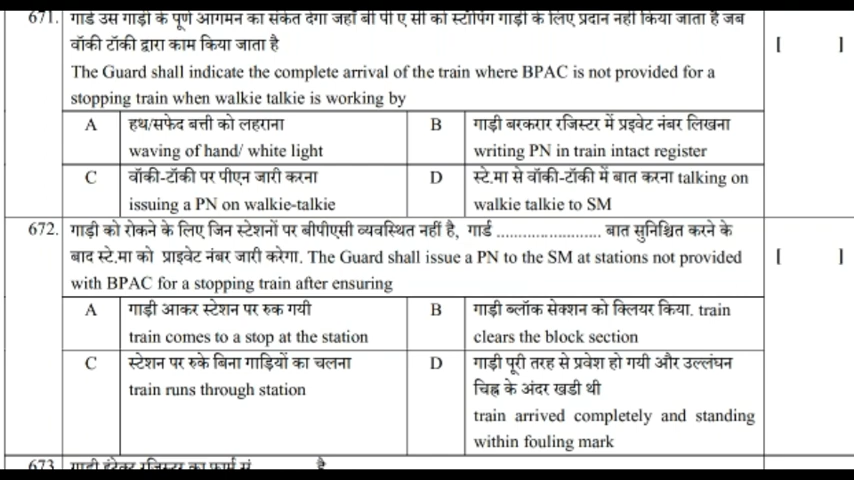 671. गार्ड उस गाड़ी के पूर्ण आगमन का संकेत देगा जहाँ बी पी ए सी को स्टॉपिंग गाड़ी के लिए प्रदान नहीं किया जाता है जब
वॉकी टॉकी द्वारा काम किया जाता है [ ]
The Guard shall indicate the complete arrival of the train where BPAC is not provided for a
stopping train when walkie talkie is working by
A हथ/सफेद बत्ती को लहराना
waving of hand/ white light
B गाड़ी बरकरार रजिस्टर में प्रइवेट नंबर लिखना
writing PN in train intact register
C वॉकी-टॉकी पर पीएन जारी करना
issuing a PN on walkie-talkie
D स्टे.मा से वॉकी-टॉकी में बात करना talking on
walkie talkie to SM
672. गाड़ी को रोकने के लिए जिन स्टेशनों पर बीपीएसी व्यवस्थित नहीं है, गार्ड ........................ बात सुनिश्चित करने के
बाद स्टे.मा को प्राइवेट नंबर जारी करेगा. The Guard shall issue a PN to the SM at stations not provided [ ]
with BPAC for a stopping train after ensuring
A गाड़ी आकर स्टेशन पर रुक गयी
train comes to a stop at the station
B गाड़ी ब्लॉक सेक्शन को क्लियर किया. train
clears the block section
C स्टेशन पर रुके बिना गाड़ियों का चलना
train runs through station
D गाड़ी पूरी तरह से प्रवेश हो गयी और उल्लंघन
चिह्न के अंदर खडी थी
train arrived completely and standing
within fouling mark
673 गाड़ी इंटेक्ट रजिस्टर का फार्म सं है